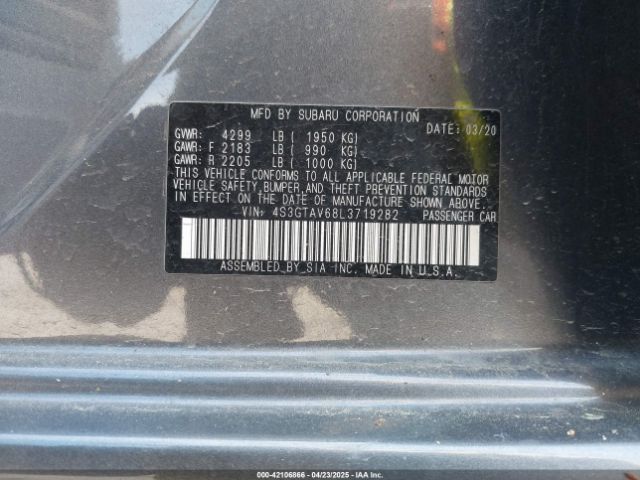 MFD BY SUBARU CORPORATION
DATE: 03/20
GVWR: 4299 LB ( 1950 KG)
GAWR: F 2183 LB ( 990 KG)
GAWR: R 2205 LB ( 1000 KG)
THIS VEHICLE CONFORMS TO ALL APPLICABLE FEDERAL MOTOR
VEHICLE SAFETY, BUMPER, AND THEFT PREVENTION STANDARDS
IN EFFECT ON THE DATE OF MANUFACTURE SHOWN ABOVE.
VIN: 4S3GTAV68L3719282 PASSENGER CAR
ASSEMBLED BY SIA INC. MADE IN U.S.A.
000-42106866 - 04/23/2025 - IAAI.COM